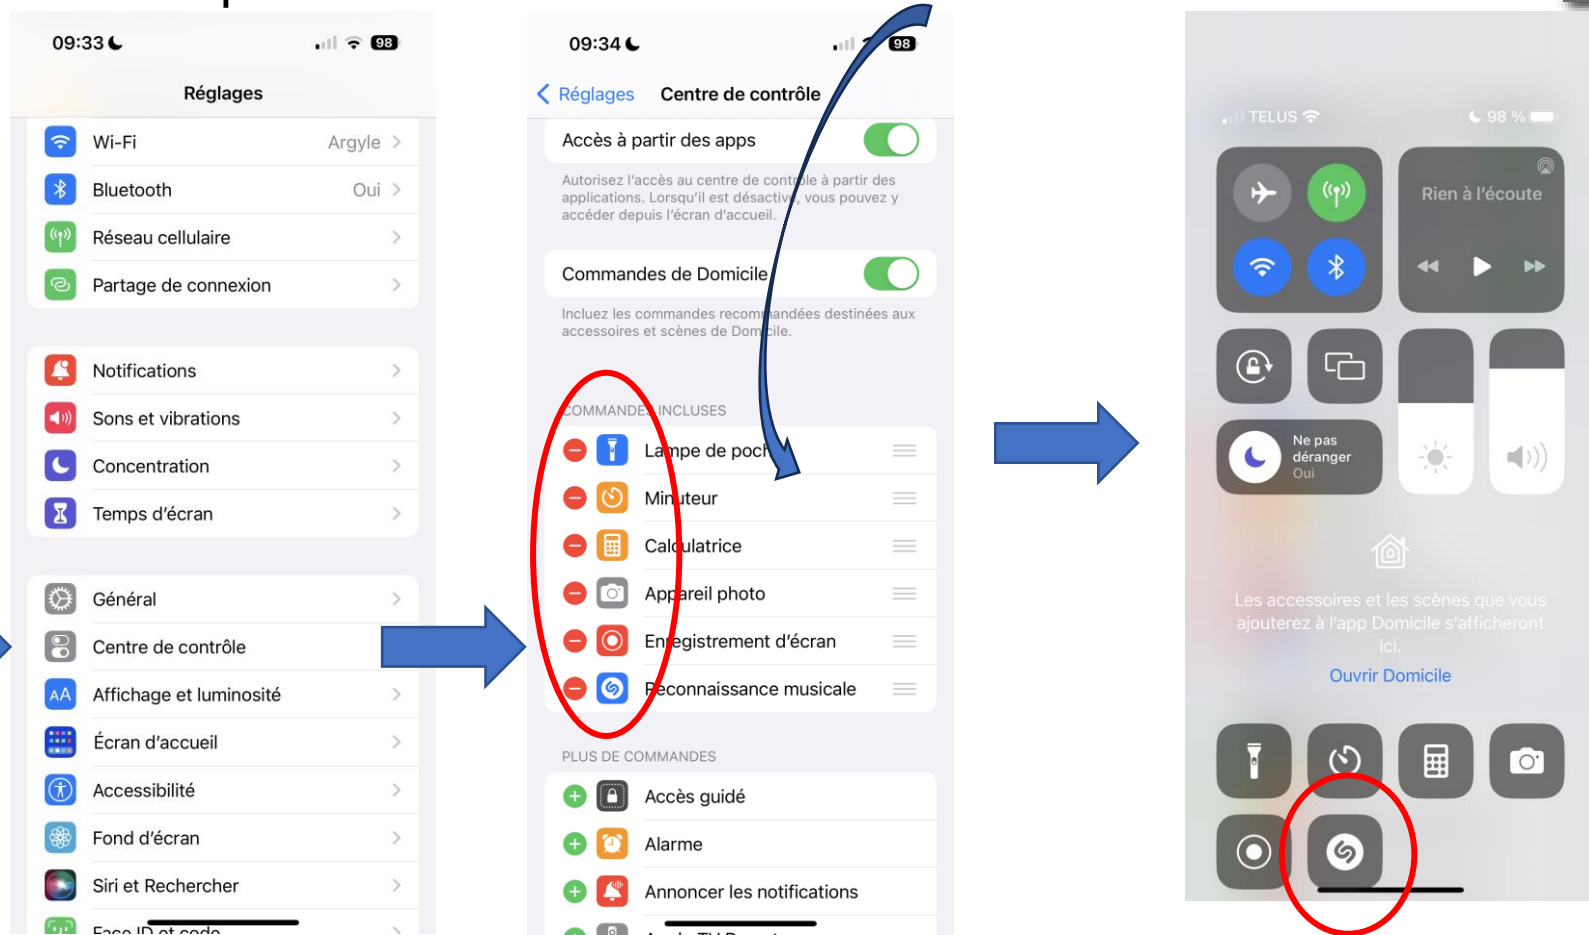 09:33
98
Réglages
Wi-Fi
Argyle
Bluetooth
Oui
Réseau cellulaire
Partage de connexion
Notifications
Sons et vibrations
Concentration
Temps d'écran
Général
Centre de contrôle
AA Affichage et luminosité
Écran d'accueil
Accessibilité
Fond d'écran
Siri et Rechercher
Face ID et code
09:34
98
Réglages
Centre de contrôle
Accès à partir des apps
Autorisez l'accès au centre de contrôle à partir des
applications. Lorsqu'il est désactivé, vous pouvez y
accéder depuis l'écran d'accueil.
Commandes de Domicile
Incluez les commandes recommandées destinées aux
accessoires et scènes de Domicile.
COMMANDES INCLUSES
Lampe de poch
Minuteur
Calculatrice
Appareil photo
Enregistrement d'écran
Reconnaissance musicale
PLUS DE COMMANDES
Accès guidé
Alarme
Annoncer les notifications
TELUS
98 %
Rien à l'écoute
Ne pas
déranger
Oui
Les accessoires et les scènes que vous
ajouterez à l'app Domicile s'afficheront
ici.
Ouvrir Domicile